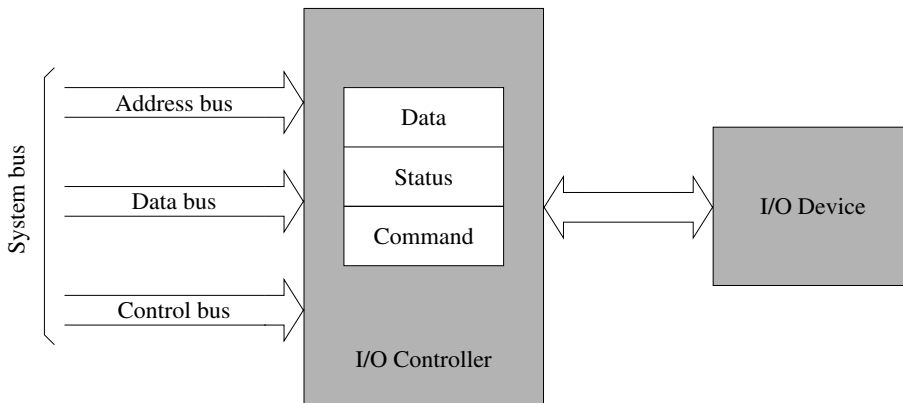 System bus
Address bus
Data bus
Control bus
Data
Status
Command
I/O Controller
I/O Device